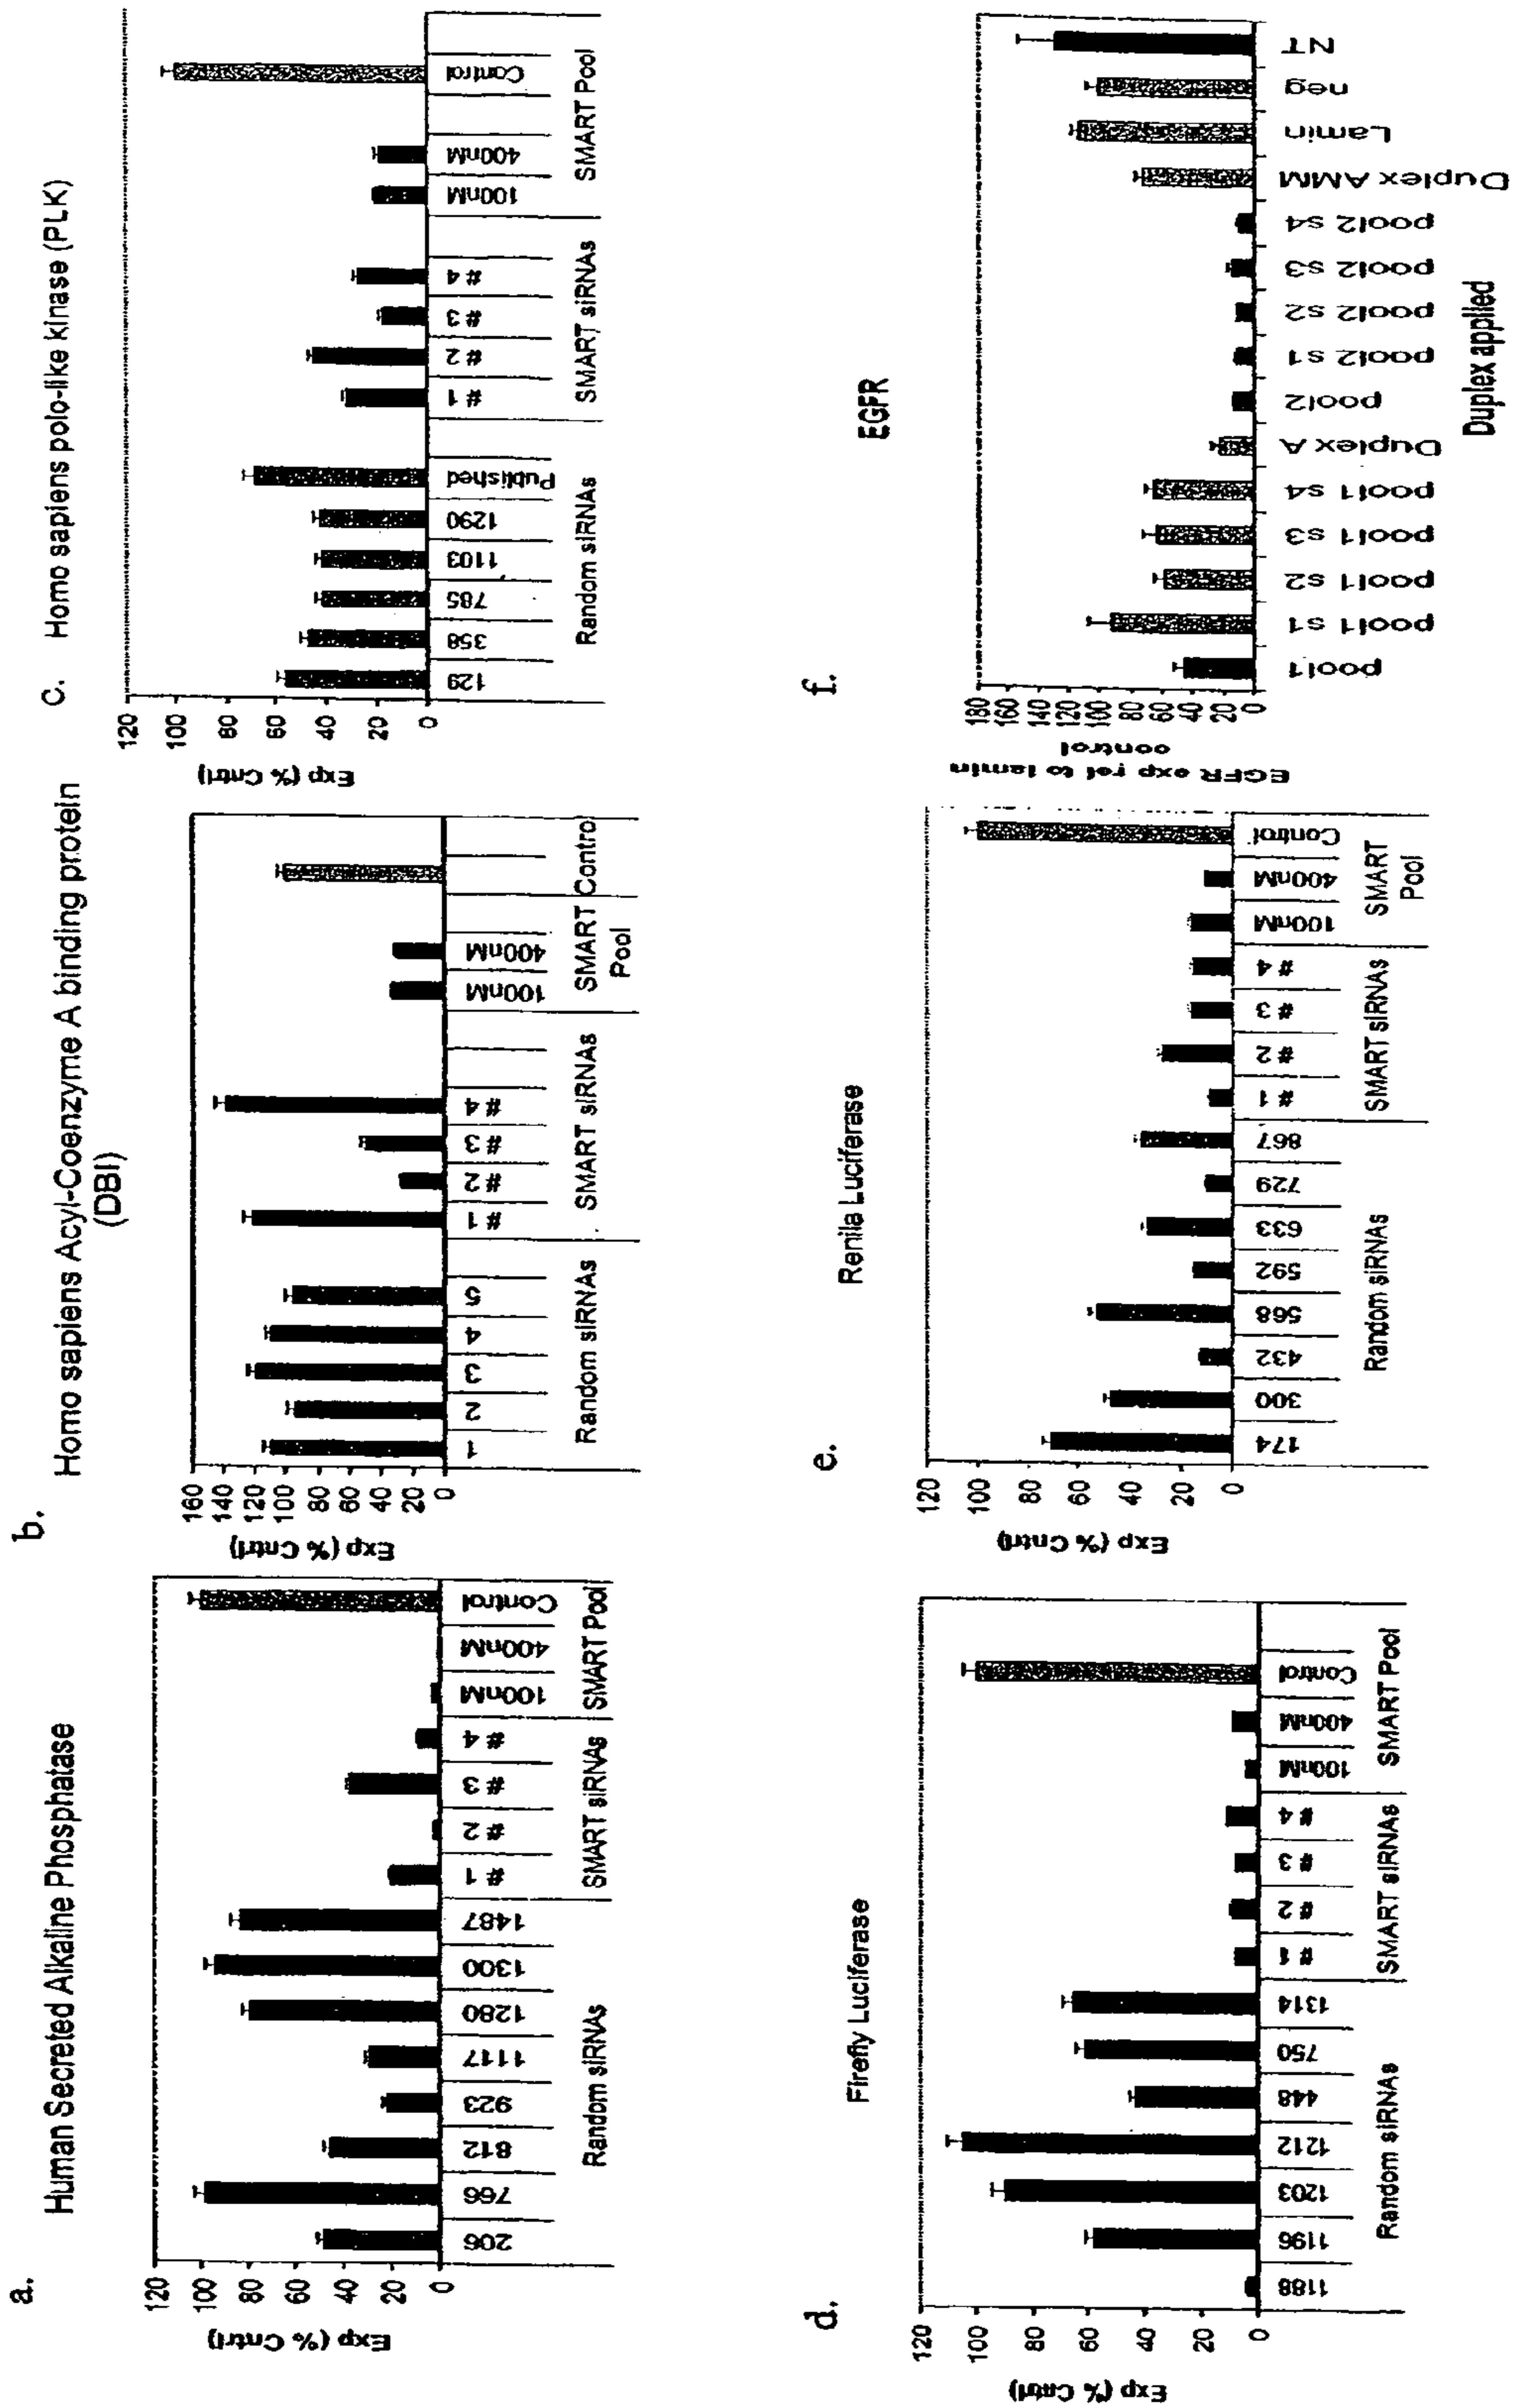 a.
Human Secreted Alkaline Phosphatase
Exp (% Cntrl)
120
100
80
60
40
20
0
206
766
812
923
1117
1280
1300
1487
# 1
# 2
# 3
# 4
100nM
400nM
Control
Random siRNAs
SMART siRNAs
SMART Pool
b.
Homo sapiens Acyl-Coenzyme A binding protein
(DBI)
Exp (% Cntrl)
160
140
120
100
80
60
40
20
0
1
2
3
4
5
# 1
# 2
# 3
# 4
100nM
400nM
Random siRNAs
SMART siRNAs
SMART Control
Pool
c.
Homo sapiens polo-like kinase (PLK)
Exp (% Cntrl)
120
100
80
60
40
20
0
129
358
785
1103
1290
Published
# 1
# 2
# 3
# 4
100nM
400nM
Control
Random siRNAs
SMART siRNAs
SMART Pool
d.
Firefly Luciferase
Exp (% Cntrl)
120
100
80
60
40
20
0
1188
1196
1203
1212
448
750
1314
# 1
# 2
# 3
# 4
100nM
400nM
Control
Random siRNAs
SMART siRNAs
SMART Pool
e.
Renila Luciferase
Exp (% Cntrl)
120
100
80
60
40
20
0
174
300
432
568
592
633
729
867
# 1
# 2
# 3
# 4
100nM
400nM
Control
Random siRNAs
SMART siRNAs
SMART
Pool
f.
EGFR
EGFR exp rel to lamin
control
180
160
140
120
100
80
60
40
20
0
pool1
pool1 s1
pool1 s2
pool1 s3
pool1 s4
Duplex A
pool2
pool2 s1
pool2 s2
pool2 s3
pool2 s4
Duplex AMM
Lamin
neg
NT
Duplex applied